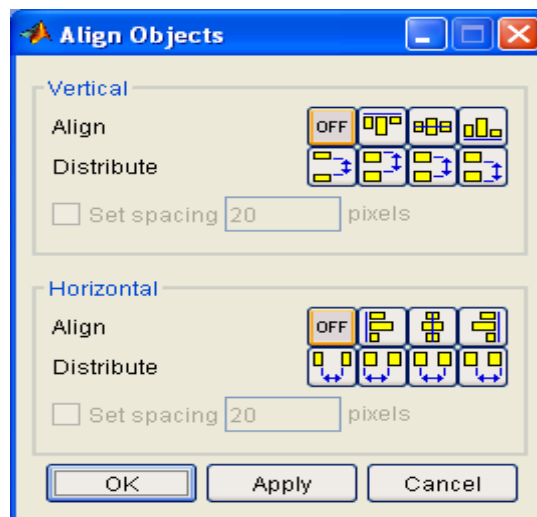 Align Objects
Vertical
Align OFF
Distribute
Set spacing 20 pixels
Horizontal
Align OFF
Distribute
Set spacing 20 pixels
OK Apply Cancel